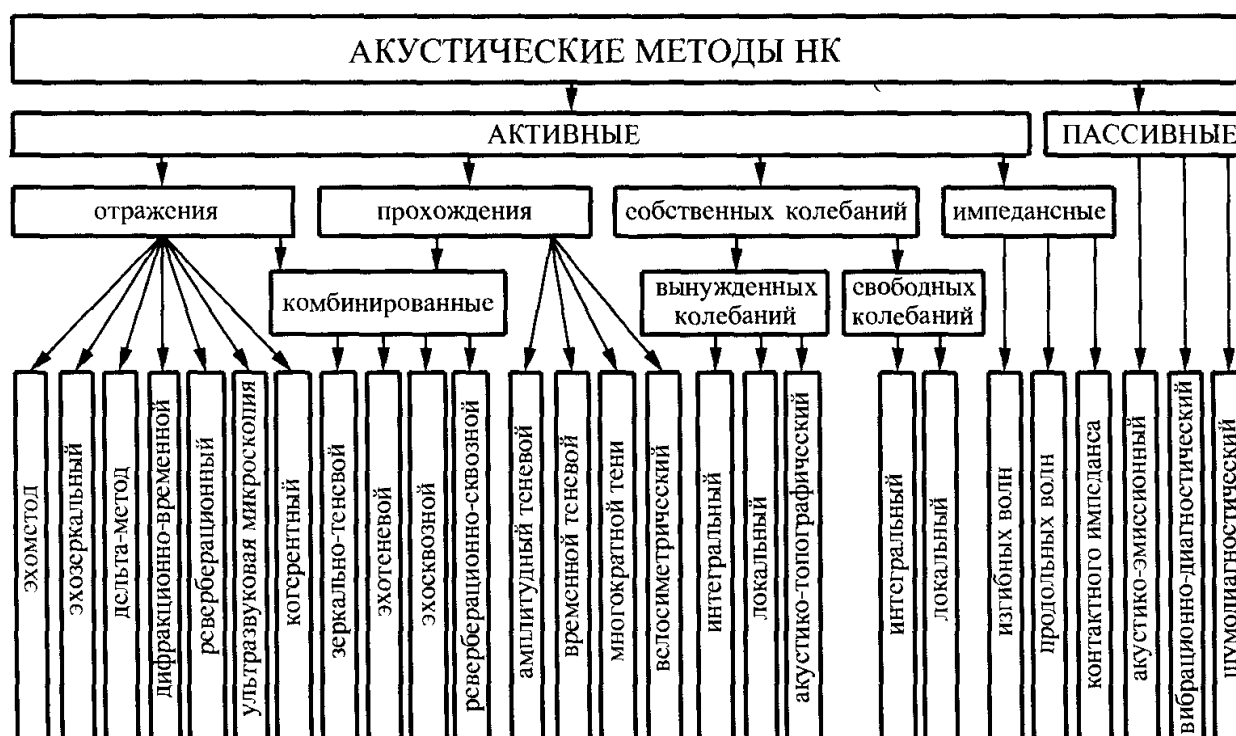 АКУСТИЧЕСКИЕ МЕТОДЫ НК
АКТИВНЫЕ
ПАССИВНЫЕ
отражения
прохождения
собственных колебаний
импедансные
комбинированные
вынужденных
колебаний
свободных
колебаний
эхометод
эхозеркальный
дельта-метод
дифракционно-временной
реверберационный
ультразвуковая микроскопия
когерентный
зеркально-теневой
эхотеневой
эхосквозной
реверберационно-сквозной
амплитудный теневой
временной теневой
многократной тени
велосиметрический
интегральный
локальный
акустико-топографический
интегральный
локальный
изгибных волн
продольных волн
контактного импеданса
акустико-эмиссионный
вибрационно-диагностический
шумодиагностический